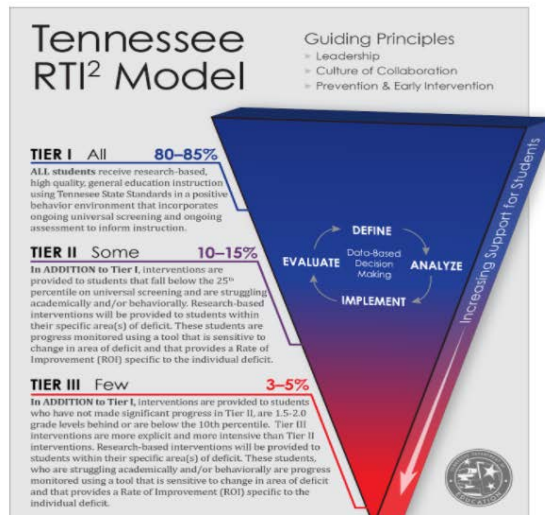 Tennessee
RTI² Model
Guiding Principles
» Leadership
» Culture of Collaboration
» Prevention & Early Intervention
TIER I All 80–85%
ALL students receive research-based,
high quality, general education instruction
using Tennessee State Standards in a positive
behavior environment that incorporates
ongoing universal screening and ongoing
assessment to inform instruction.
TIER II Some 10–15%
In ADDITION to Tier I, interventions are
provided to students that fall below the 25th
percentile on universal screening and are struggling
academically and/or behaviorally. Research-based
interventions will be provided to students within
their specific area(s) of deficit. These students are
progress monitored using a tool that is sensitive to
change in area of deficit and that provides a Rate of
Improvement (ROI) specific to the individual deficit.
TIER III Few 3–5%
In ADDITION to Tier I, interventions are provided to students
who have not made significant progress in Tier II, are 1.5-2.0
grade levels behind or are below the 10th percentile. Tier III
interventions are more explicit and more intensive than Tier II
interventions. Research-based interventions will be provided to
students within their specific area(s) of deficit. These students,
who are struggling academically and/or behaviorally are progress
monitored using a tool that is sensitive to change in area of deficit
and that provides a Rate of Improvement (ROI) specific to the
individual deficit.
DEFINE
EVALUATE
Data-Based
Decision
Making
ANALYZE
IMPLEMENT
Increasing Support for Students
EDUCATION